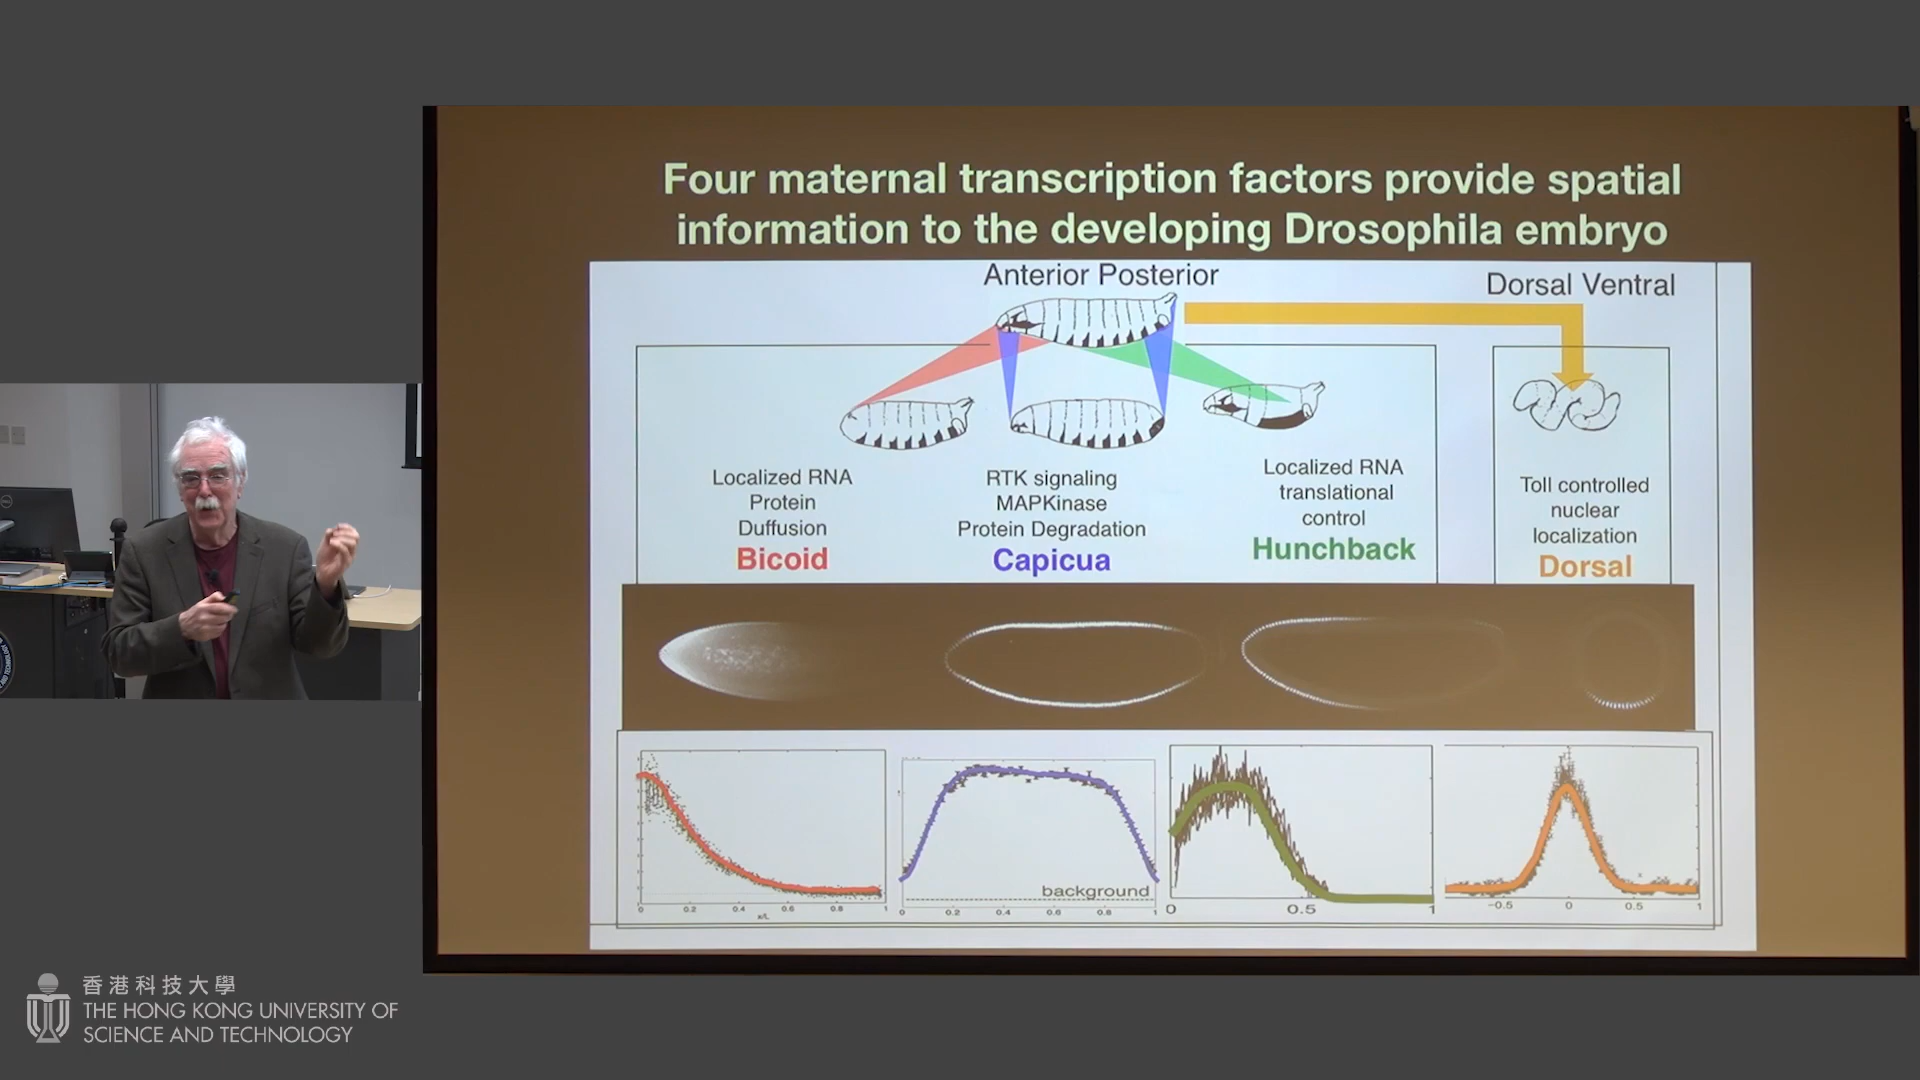 Four maternal transcription factors provide spatial
information to the developing Drosophila embryo
Anterior Posterior
Dorsal Ventral
Localized RNA
Protein
Duffusion
Bicoid
RTK signaling
MAPKinase
Protein Degradation
Capicua
Localized RNA
translational
control
Hunchback
Toll controlled
nuclear
localization
Dorsal
background
0 0.2 0.4 0.6 0.8 1
x/L
0 0.2 0.4 0.6 0.8 1
0 0.5 1
-0.5 0 0.5 1
DELL
香港科技大學
THE HONG KONG UNIVERSITY OF
SCIENCE AND TECHNOLOGY